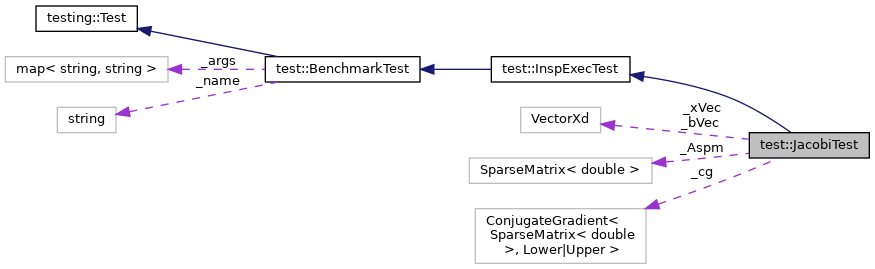 testing::Test
map< string, string >
_args
_name
string
test::BenchmarkTest
test::InspExecTest
VectorXd
_xVec
_bVec
SparseMatrix< double >
_Aspm
_cg
ConjugateGradient<
SparseMatrix< double
>, Lower|Upper >
test::JacobiTest